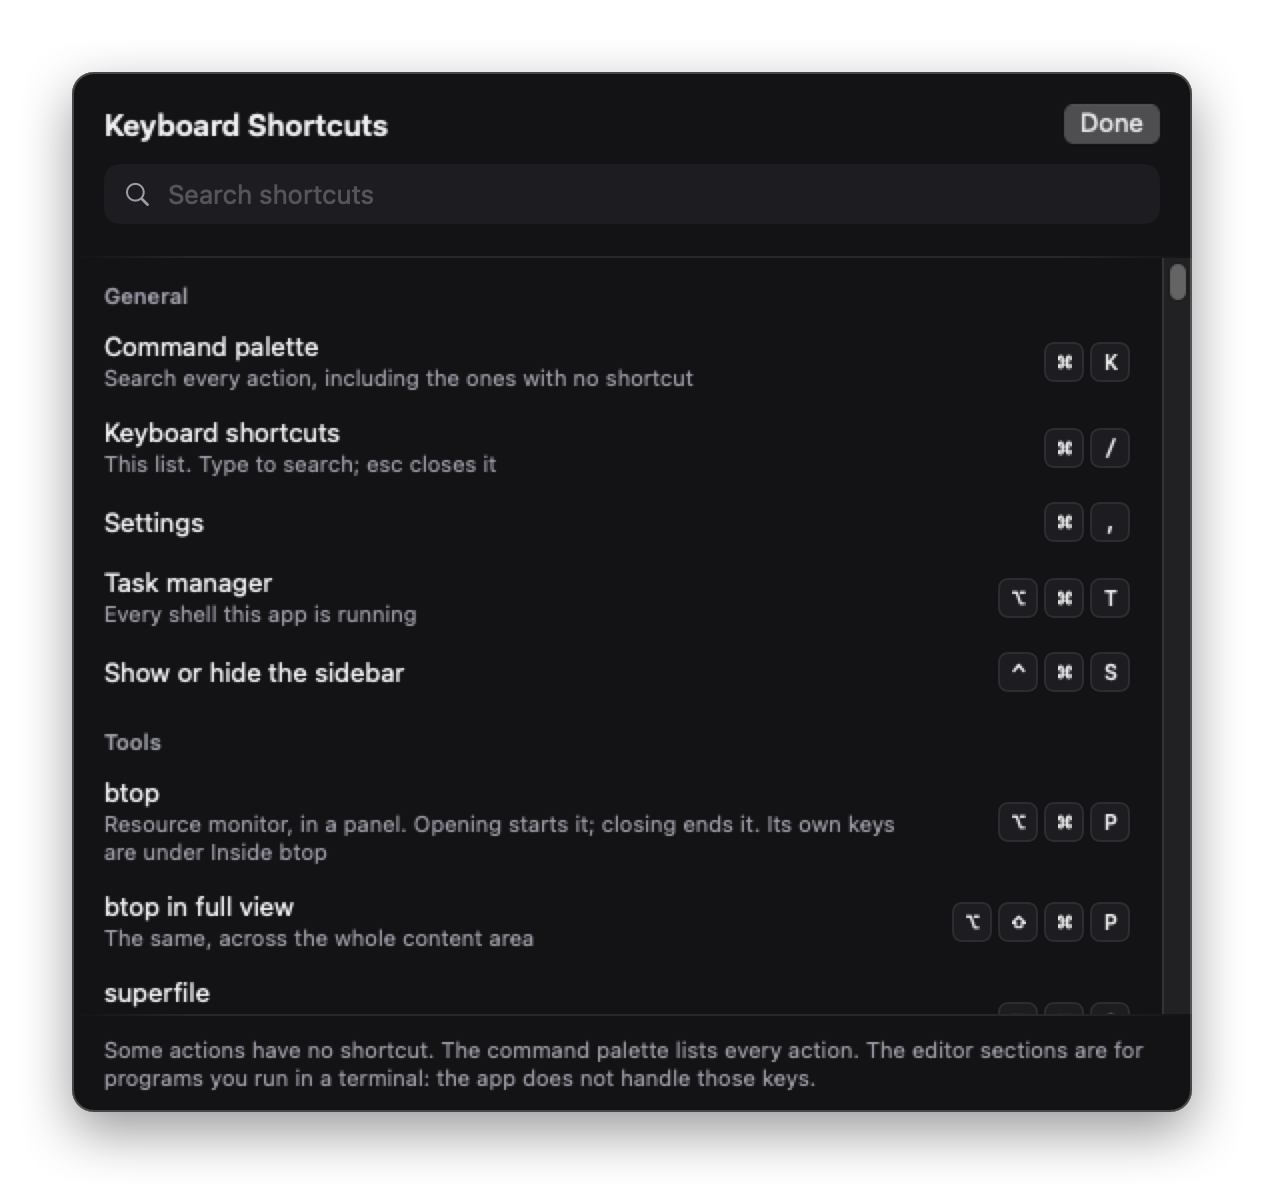 Keyboard Shortcuts
Done
Search shortcuts
General
Command palette
Search every action, including the ones with no shortcut
⌘ K
Keyboard shortcuts
This list. Type to search; esc closes it
⌘ /
Settings
⌘ ,
Task manager
Every shell this app is running
⌥ ⌘ T
Show or hide the sidebar
^ ⌘ S
Tools
btop
Resource monitor, in a panel. Opening starts it; closing ends it. Its own keys
are under Inside btop
⌥ ⌘ P
btop in full view
The same, across the whole content area
⌥ ⇧ ⌘ P
superfile
Some actions have no shortcut. The command palette lists every action. The editor sections are for
programs you run in a terminal: the app does not handle those keys.